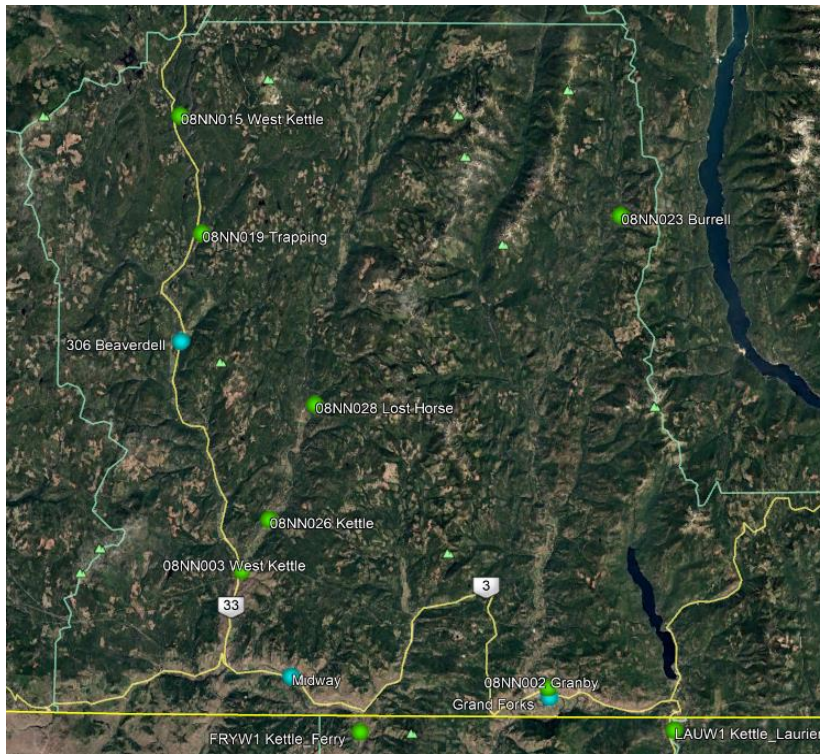 08NN015 West Kettle
08NN023 Burrell
08NN019 Trapping
306 Beaverdell
08NN028 Lost Horse
08NN026 Kettle
08NN003 West Kettle
3
33
Midway
08NN002 Granby
Grand Forks
FRYW1 Kettle_Ferry
LAUW1 Kettle_Laurier